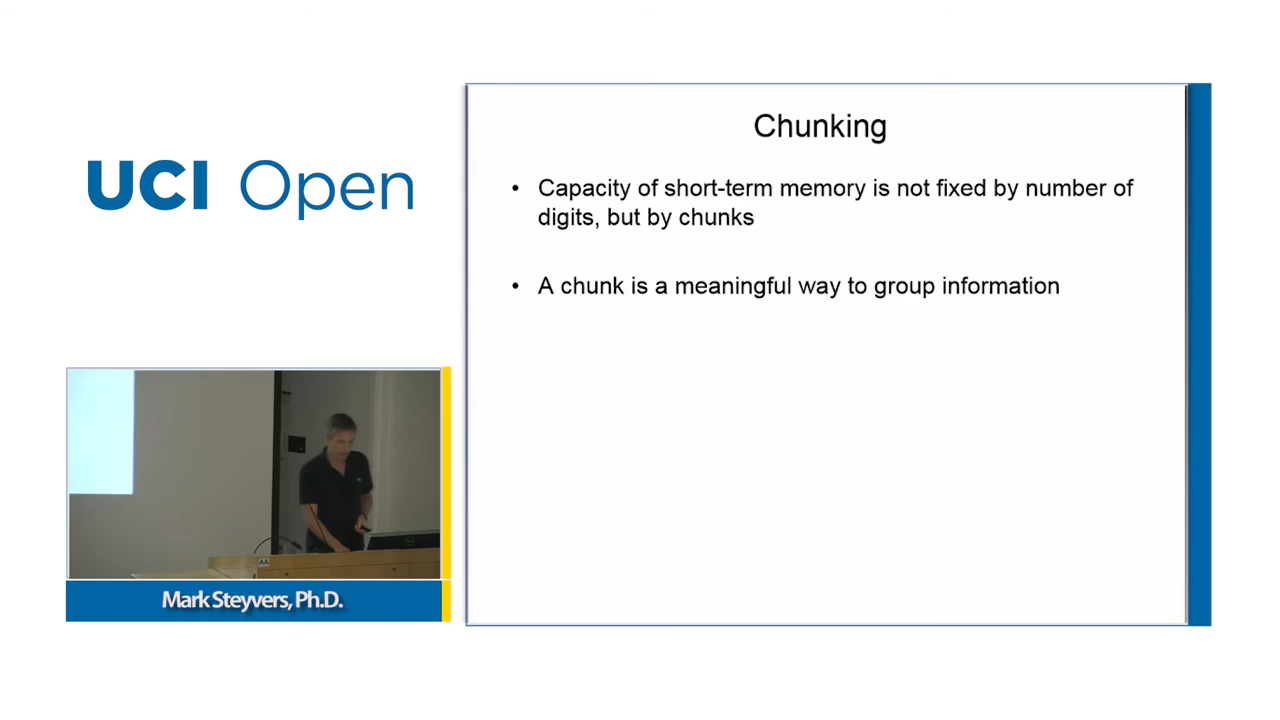 UCI Open
Chunking
• Capacity of short-term memory is not fixed by number of
digits, but by chunks
• A chunk is a meaningful way to group information
AA
Mark Steyvers, Ph.D.